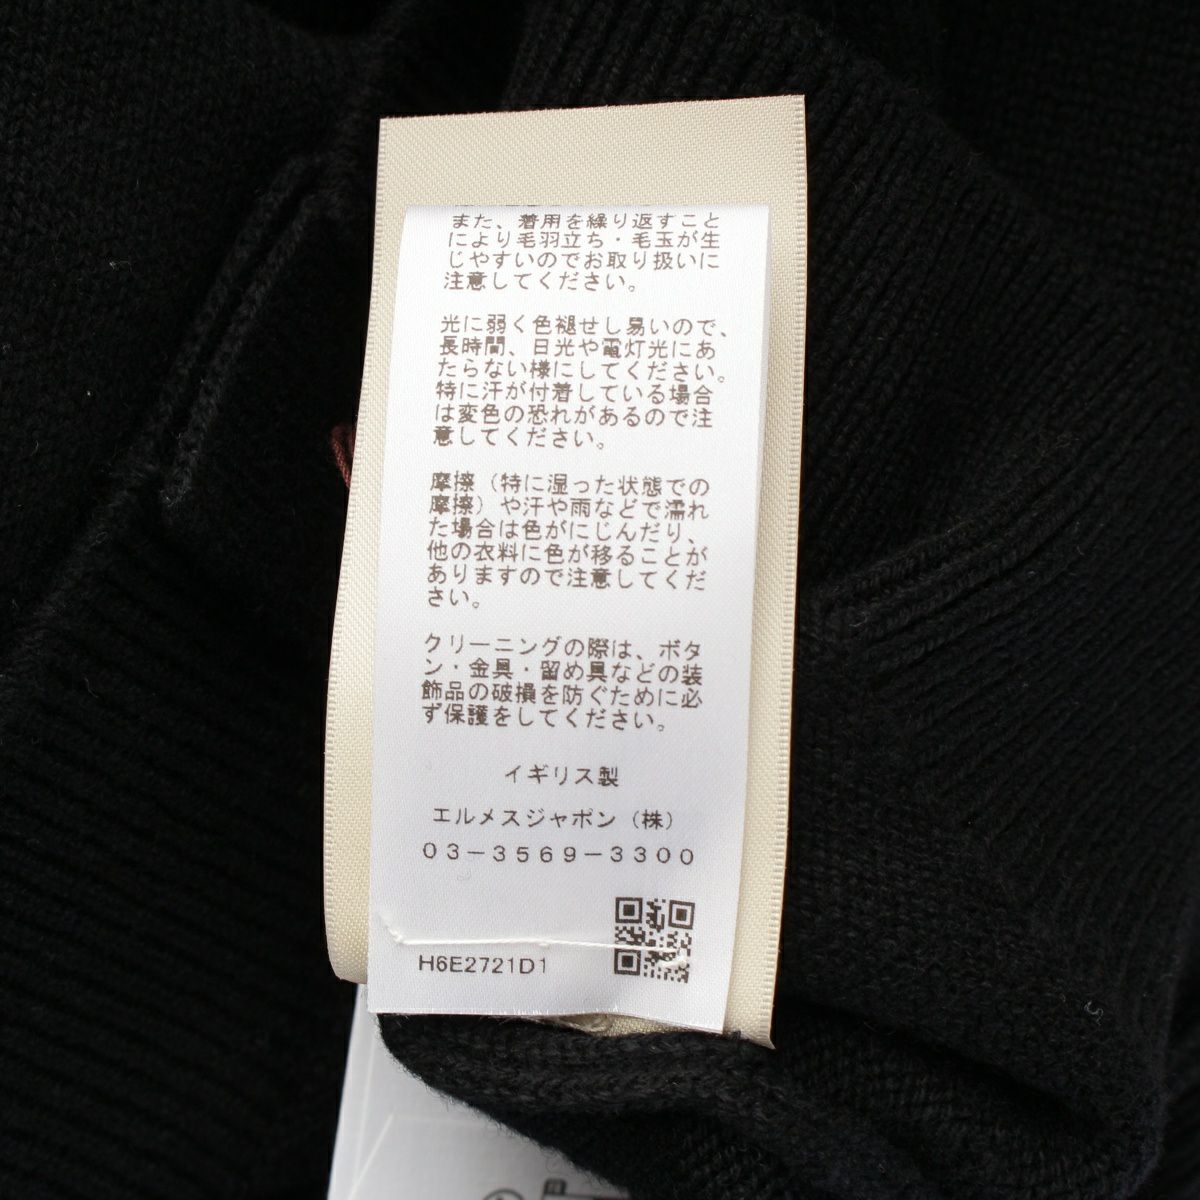 また、着用を繰り返すこと
により毛羽立ち・毛玉が生
じやすいのでお取り扱いに
注意してください。
光に弱く色褪せし易いので、
長時間、日光や電灯光にあ
たらない様にしてください。
特に汗が付着している場合
は変色の恐れがあるので注
意してください。
摩擦（特に湿った状態での
摩擦）や汗や雨などで濡れ
た場合は色がにじんだり、
他の衣料に色が移ることが
ありますので注意してくだ
さい。
クリーニングの際は、ボタ
ン・金具・留め具などの装
飾品の破損を防ぐために必
ず保護をしてください。
イギリス製
エルメスジャポン（株）
０３－３５６９－３３００
H6E2721D1